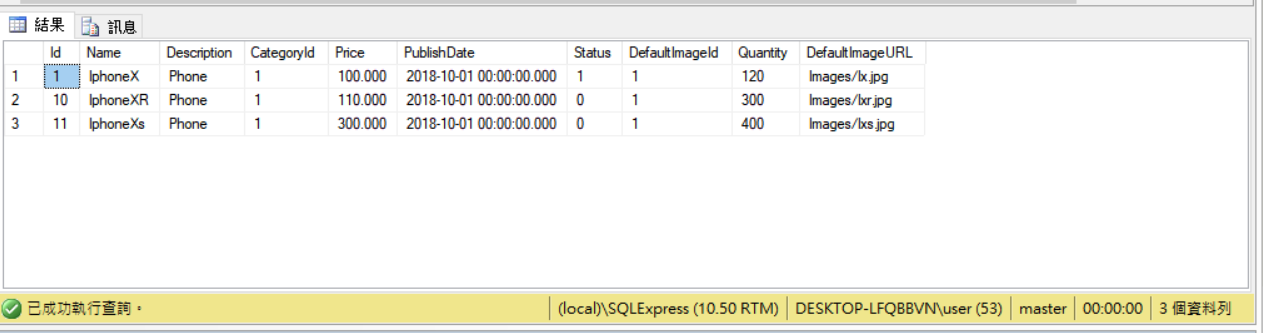 結果 訊息
Id Name Description CategoryId Price PublishDate Status DefaultImageId Quantity DefaultImageURL
1 1 IphoneX Phone 1 100.000 2018-10-01 00:00:00.000 1 1 120 Images/Ix.jpg
2 10 IphoneXR Phone 1 110.000 2018-10-01 00:00:00.000 0 1 300 Images/Ixr.jpg
3 11 IphoneXs Phone 1 300.000 2018-10-01 00:00:00.000 0 1 400 Images/Ixs.jpg
已成功執行查詢。 (local)\SQLExpress (10.50 RTM) DESKTOP-LFQBBVN\user (53) master 00:00:00 3 個資料列